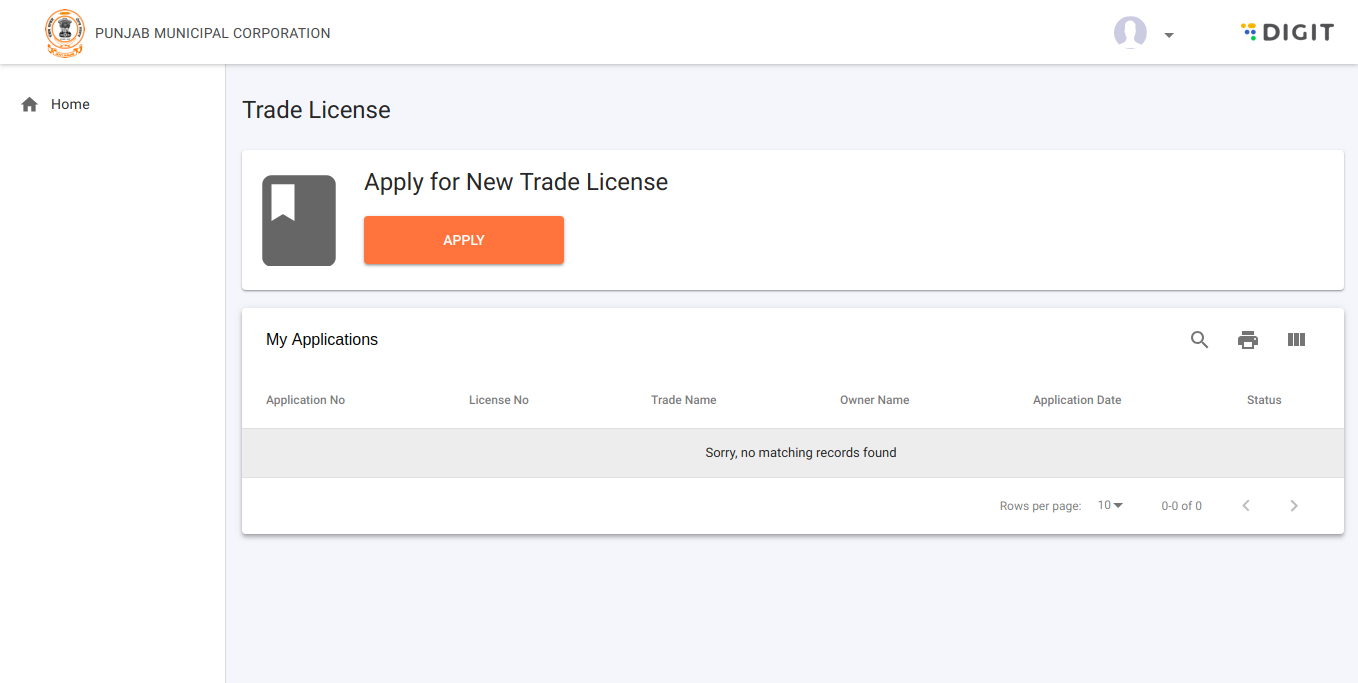 PUNJAB MUNICIPAL CORPORATION
DIGIT
Home
Trade License
Apply for New Trade License
APPLY
My Applications
Application No License No Trade Name Owner Name Application Date Status
Sorry, no matching records found
Rows per page: 10 0-0 of 0